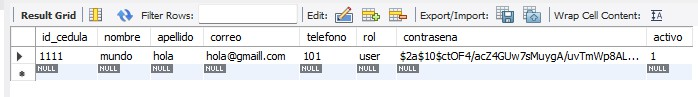 Result Grid Filter Rows: Edit: Export/Import: Wrap Cell Content:
id_cedula nombre apellido correo telefono rol contrasena activo
1111 mundo hola hola@gmaill.com 101 user $2a$10$ctOF4/acZ4GUw7sMuygA/uvTmWp8AL... 1
NULL NULL NULL NULL NULL NULL NULL NULL